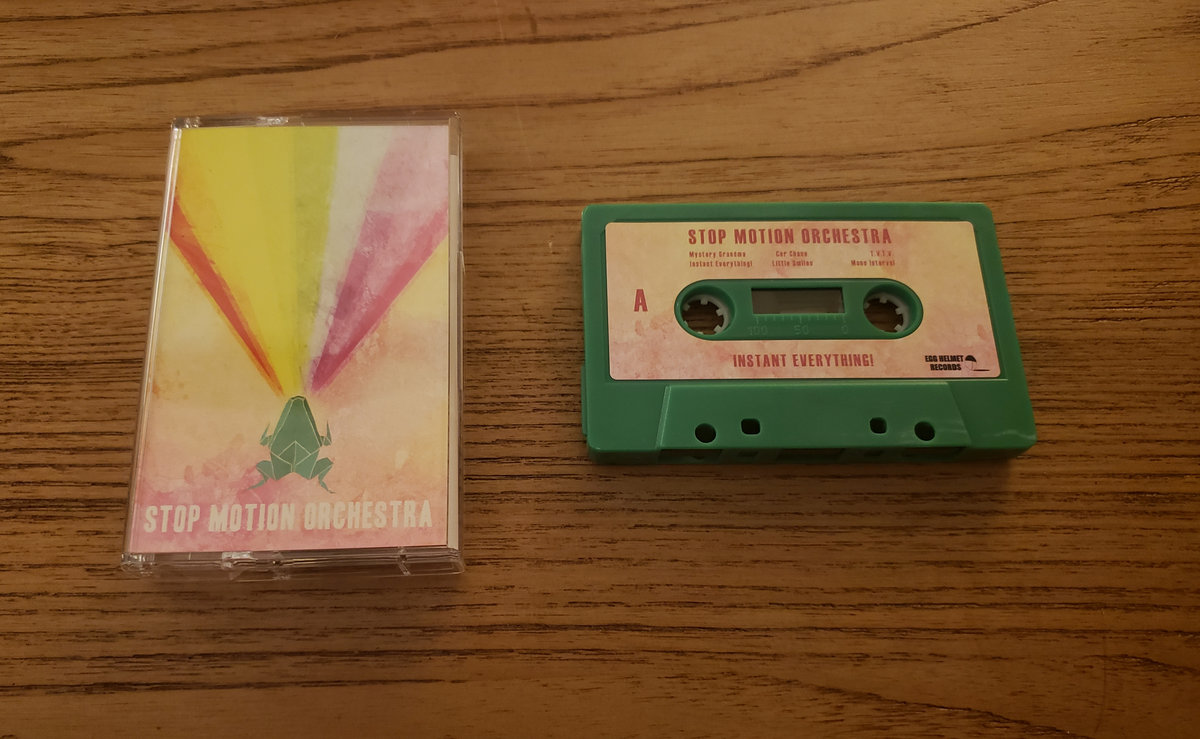 STOP MOTION ORCHESTRA
STOP MOTION ORCHESTRA
Mystery Grandma Car Chase T.V.T.V.
Instant Everything! Little Smiles Mono Interval
A
100 50 0
INSTANT EVERYTHING!
EGG HELMET
RECORDS